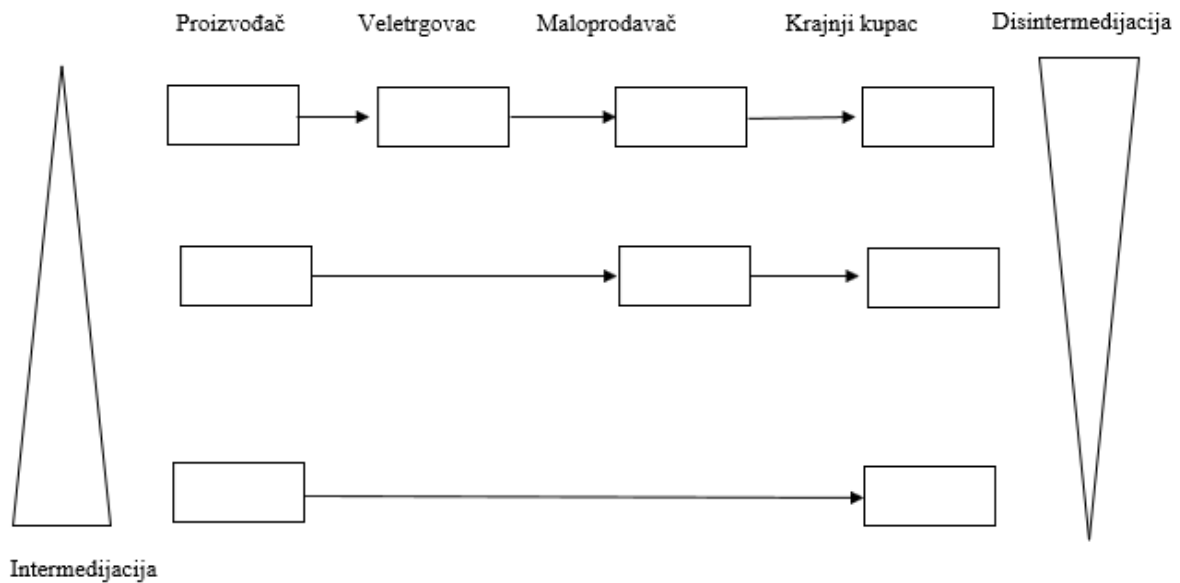 Proizvođač
Veletrgovac
Maloprodavač
Krajnji kupac
Disintermedijacija
Intermedijacija